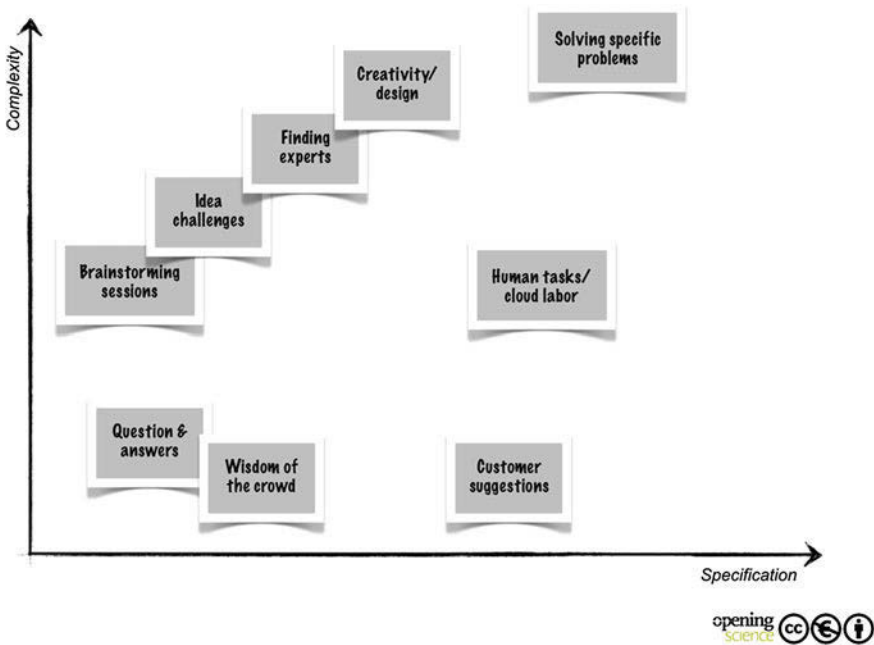 Complexity
Solving specific
problems
Creativity/
design
Finding
experts
Idea
challenges
Brainstorming
sessions
Human tasks/
cloud labor
Question &
answers
Wisdom of
the crowd
Customer
suggestions
Specification
opening
science
cc